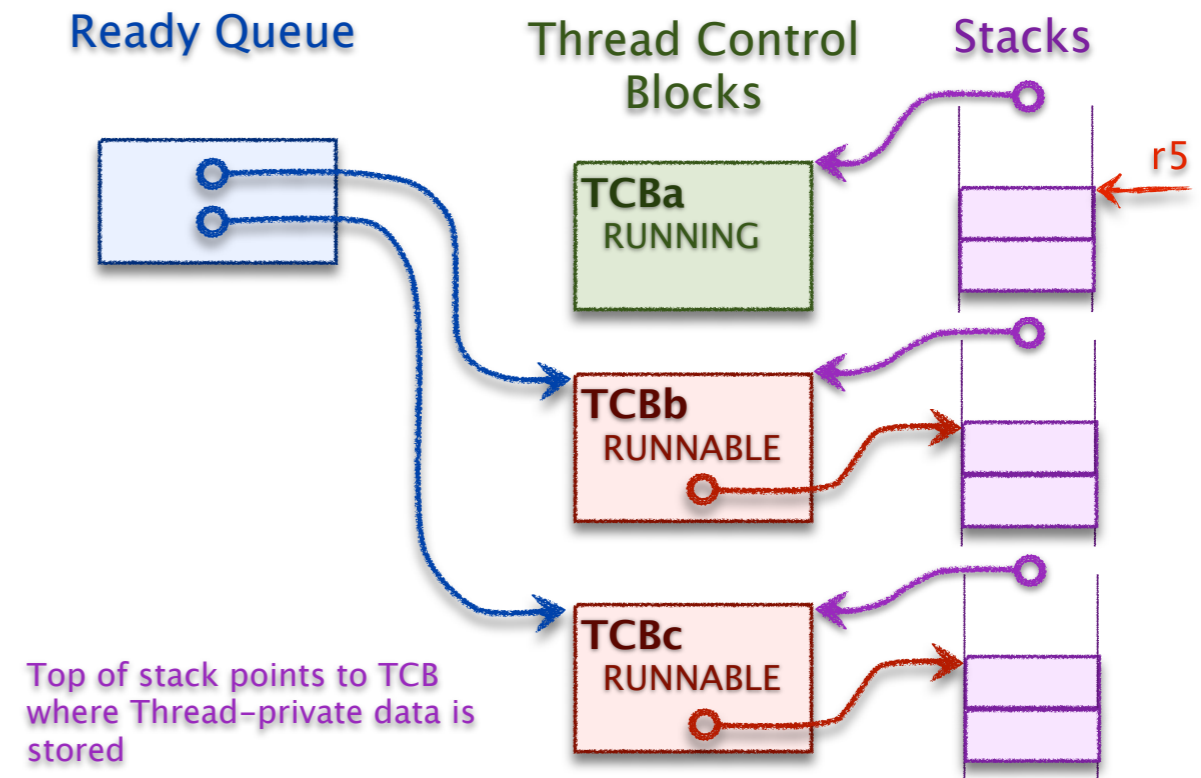 Ready Queue
Thread Control
Blocks
Stacks
r5
TCBa
RUNNING
TCBb
RUNNABLE
TCBc
RUNNABLE
Top of stack points to TCB
where Thread-private data is
stored